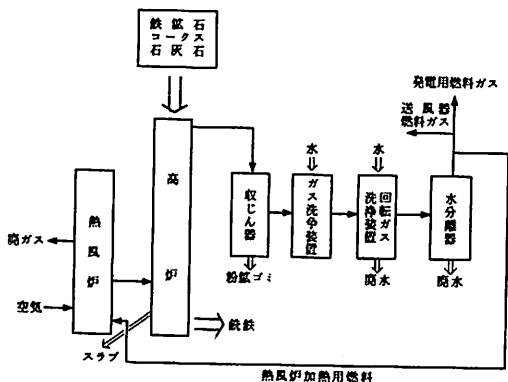 鉄鉱石
コークス
石灰石
発電用燃料ガス
送風器
燃料ガス
水
水
高炉
熱風炉
収じん器
ガス洗浄装置
回転ガス
洗浄装置
水分離器
廃ガス
空気
粉鉱ゴミ
廃水
廃水
銑鉄
スラブ
熱風炉加熱用燃料